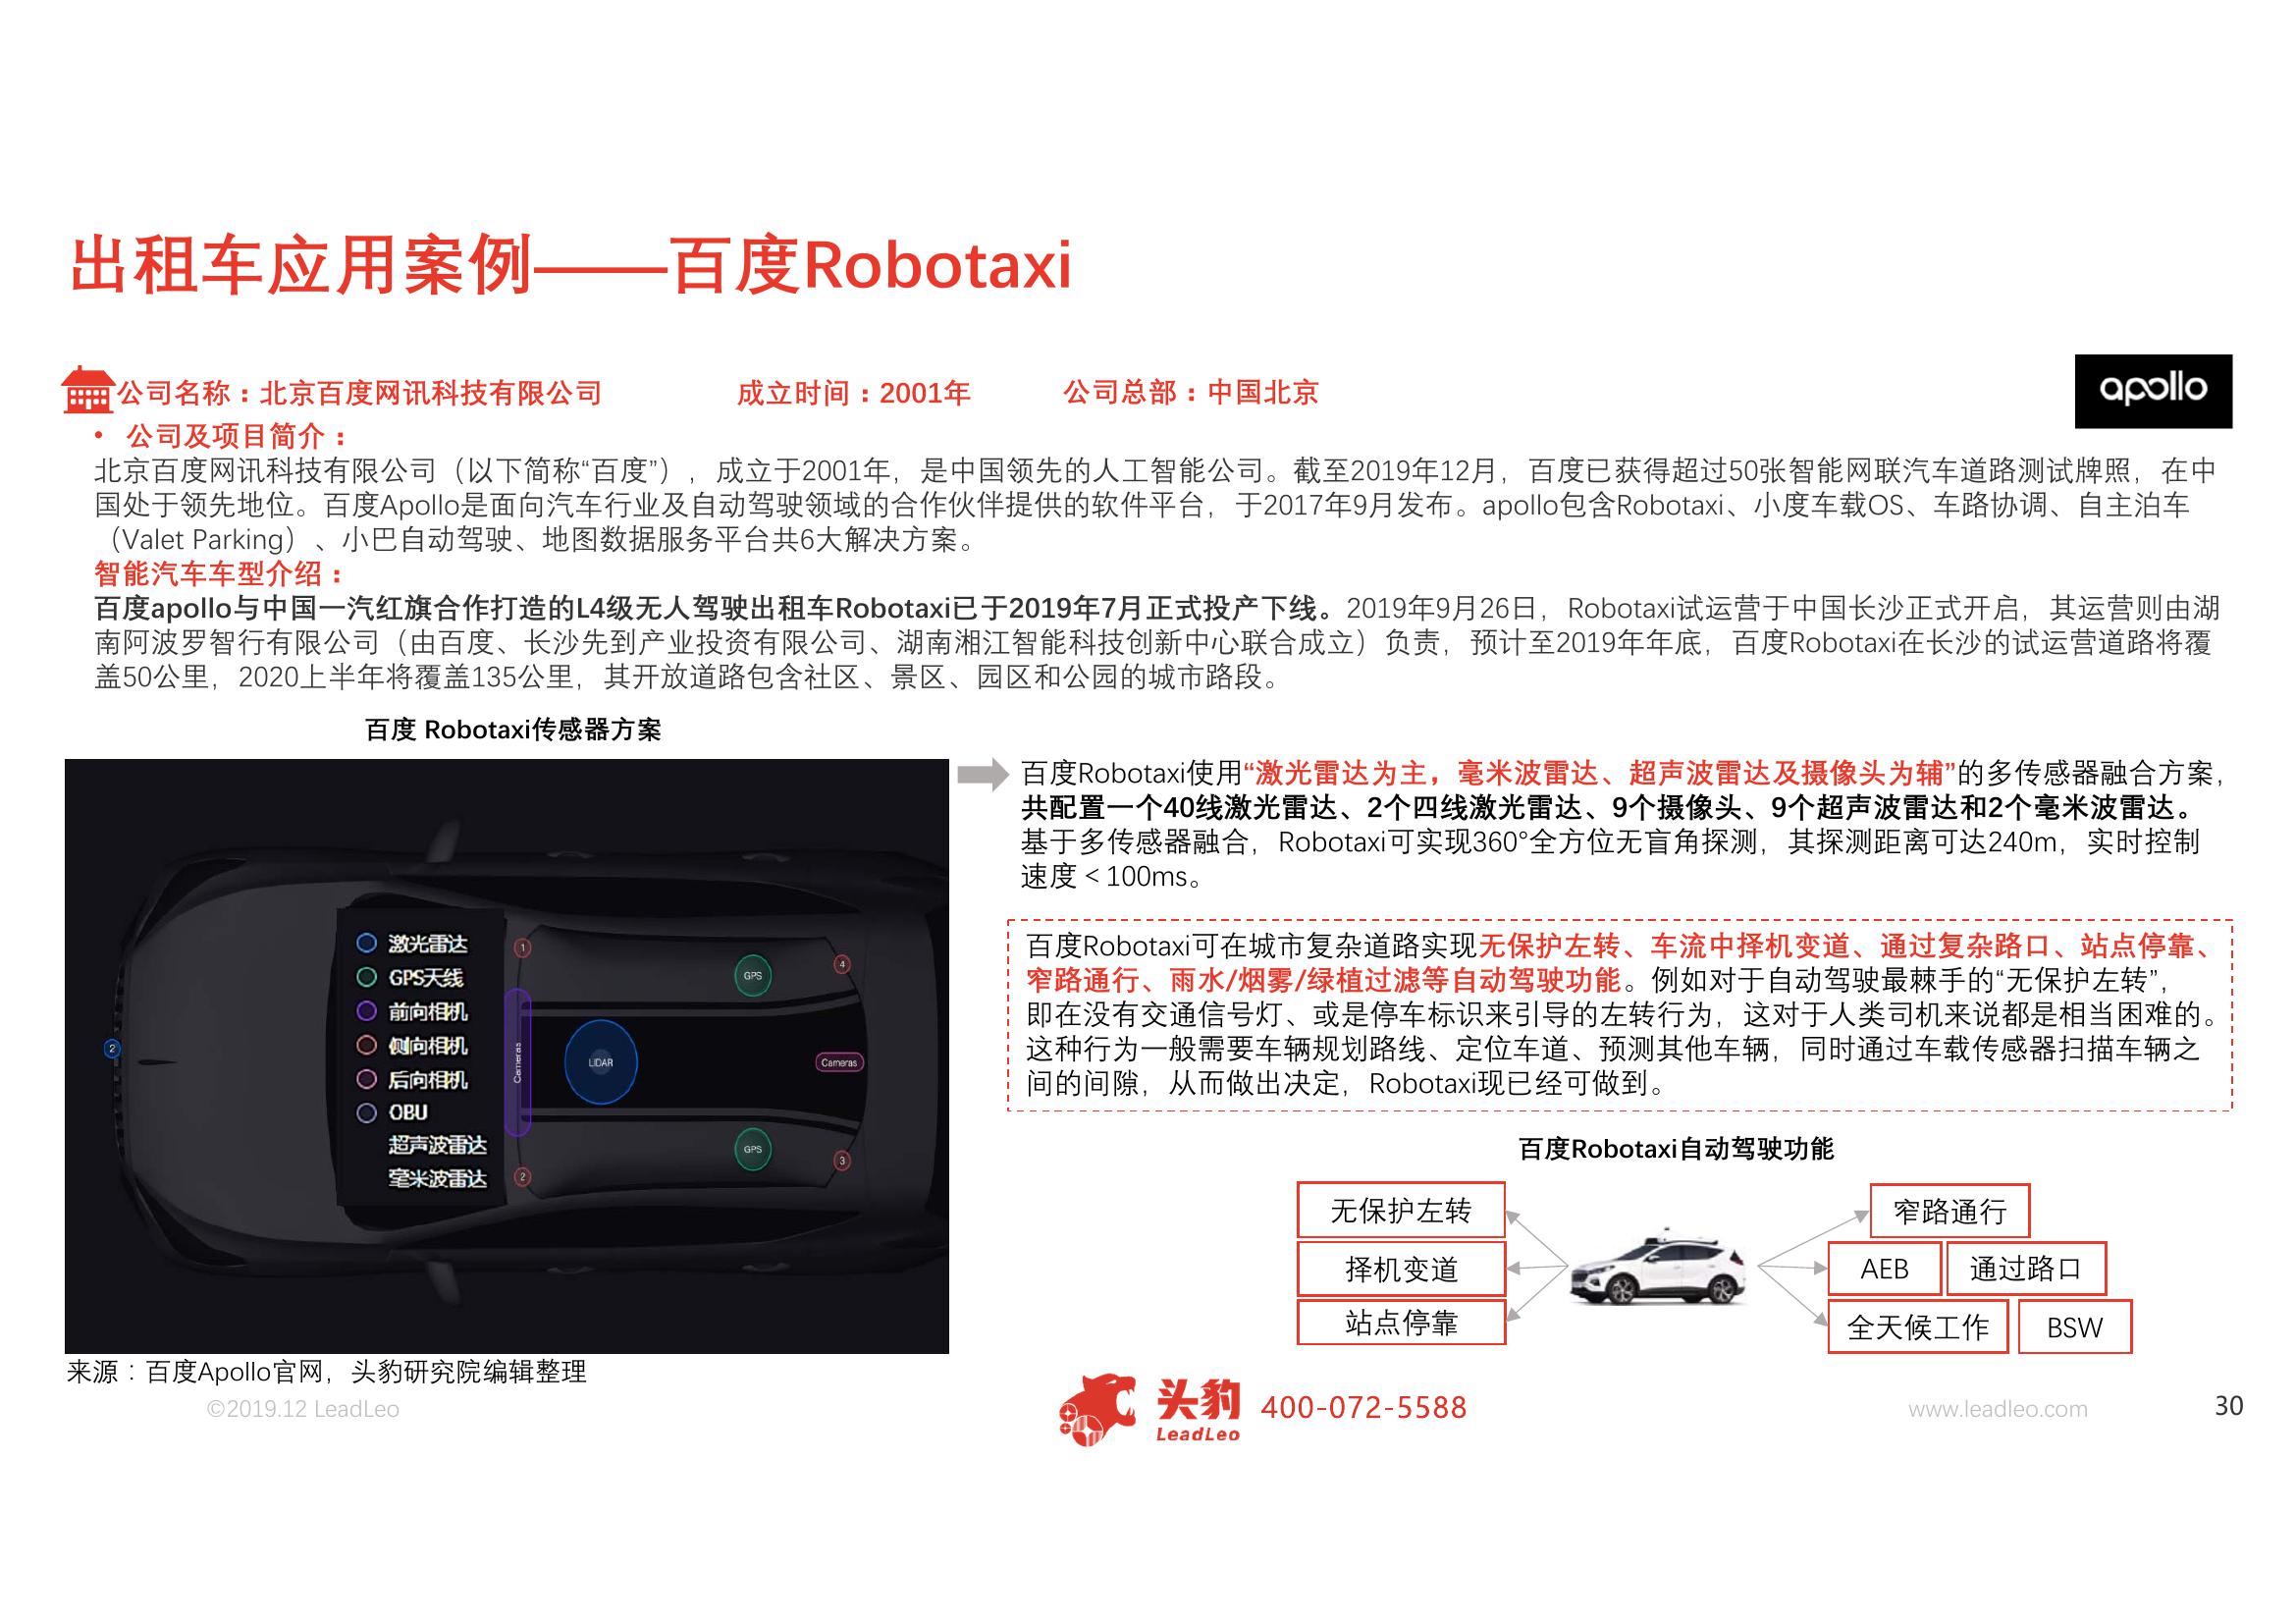 出租车应用案例——百度Robotaxi
公司名称：北京百度网讯科技有限公司 成立时间：2001年 公司总部：中国北京
apollo
• 公司及项目简介：
北京百度网讯科技有限公司（以下简称“百度”），成立于2001年，是中国领先的人工智能公司。截至2019年12月，百度已获得超过50张智能网联汽车道路测试牌照，在中
国处于领先地位。百度Apollo是面向汽车行业及自动驾驶领域的合作伙伴提供的软件平台，于2017年9月发布。apollo包含Robotaxi、小度车载OS、车路协调、自主泊车
（Valet Parking）、小巴自动驾驶、地图数据服务平台共6大解决方案。
智能汽车车型介绍：
百度apollo与中国一汽红旗合作打造的L4级无人驾驶出租车Robotaxi已于2019年7月正式投产下线。2019年9月26日，Robotaxi试运营于中国长沙正式开启，其运营则由湖
南阿波罗智行有限公司（由百度、长沙先到产业投资有限公司、湖南湘江智能科技创新中心联合成立）负责，预计至2019年年底，百度Robotaxi在长沙的试运营道路将覆
盖50公里，2020上半年将覆盖135公里，其开放道路包含社区、景区、园区和公园的城市路段。
百度 Robotaxi传感器方案
激光雷达
GPS天线
前向相机
侧向相机
后向相机
OBU
超声波雷达
毫米波雷达
2
1
2
Cameras
LIDAR
GPS
GPS
4
Cameras
3
百度Robotaxi使用“激光雷达为主，毫米波雷达、超声波雷达及摄像头为辅”的多传感器融合方案，
共配置一个40线激光雷达、2个四线激光雷达、9个摄像头、9个超声波雷达和2个毫米波雷达。
基于多传感器融合，Robotaxi可实现360°全方位无盲角探测，其探测距离可达240m，实时控制
速度＜100ms。
百度Robotaxi可在城市复杂道路实现无保护左转、车流中择机变道、通过复杂路口、站点停靠、
窄路通行、雨水/烟雾/绿植过滤等自动驾驶功能。例如对于自动驾驶最棘手的“无保护左转”，
即在没有交通信号灯、或是停车标识来引导的左转行为，这对于人类司机来说都是相当困难的。
这种行为一般需要车辆规划路线、定位车道、预测其他车辆，同时通过车载传感器扫描车辆之
间的间隙，从而做出决定，Robotaxi现已经可做到。
百度Robotaxi自动驾驶功能
无保护左转
择机变道
站点停靠
窄路通行
AEB 通过路口
全天候工作 BSW
来源：百度Apollo官网，头豹研究院编辑整理
©2019.12 LeadLeo
头豹
LeadLeo
400-072-5588
www.leadleo.com
30